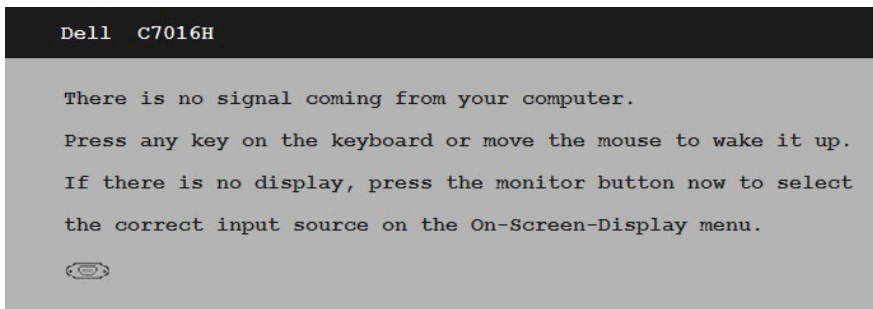 Dell C7016H
There is no signal coming from your computer.
Press any key on the keyboard or move the mouse to wake it up.
If there is no display, press the monitor button now to select
the correct input source on the On-Screen-Display menu.